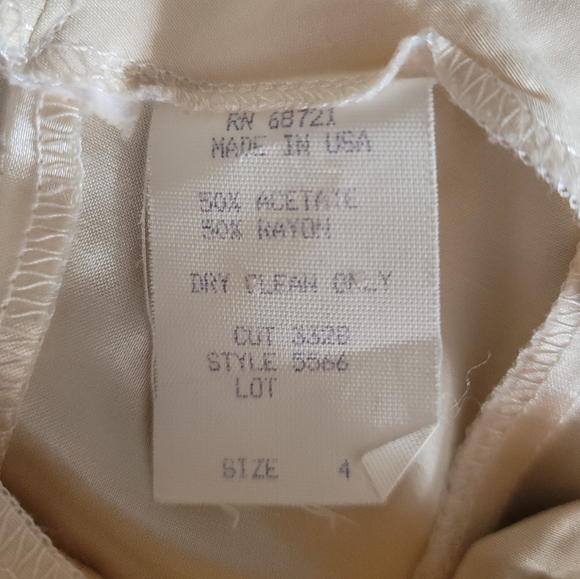 RN 68721
MADE IN USA
50% ACETATE
50% RAYON
DRY CLEAN ONLY
CUT 3328
STYLE 5566
LOT
SIZE 4